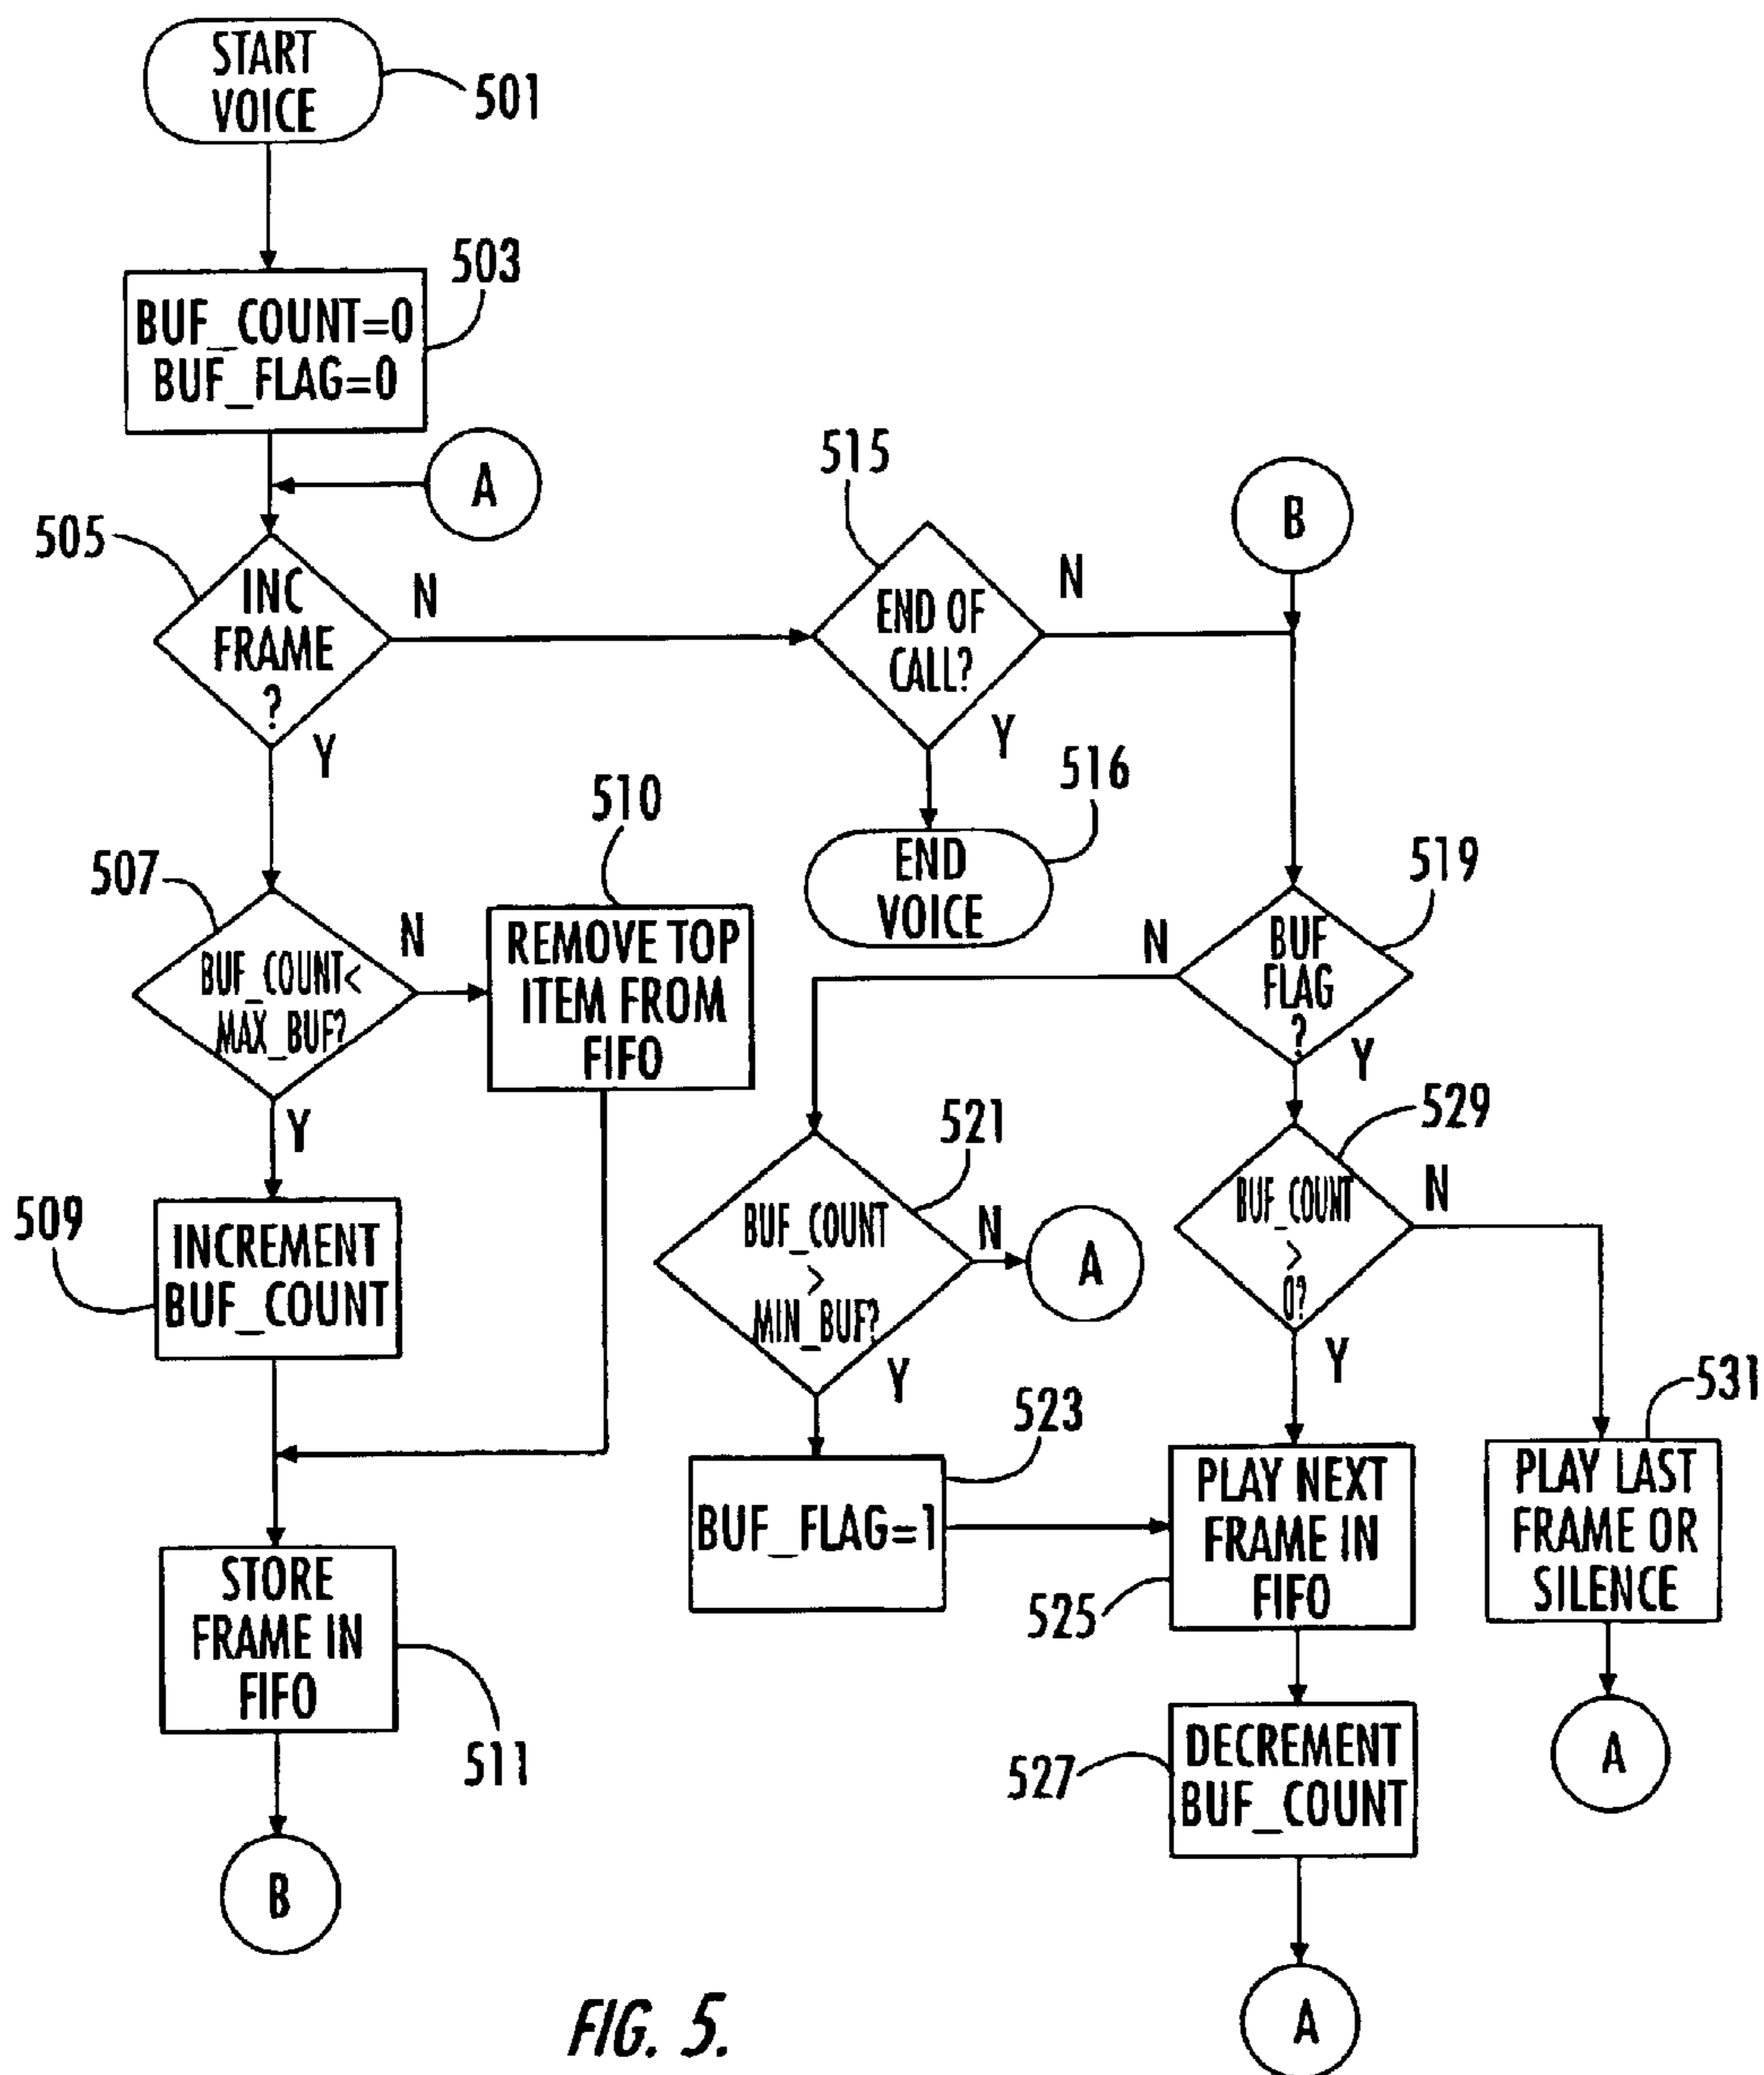 START
VOICE
501
503
BUF_COUNT=0
BUF_FLAG=0
A
505
INC
FRAME
?
N
Y
515
END OF
CALL?
N
Y
B
516
END
VOICE
507
BUF_COUNT<
MAX_BUF?
N
Y
510
REMOVE TOP
ITEM FROM
FIFO
519
BUF
FLAG
?
N
Y
509
INCREMENT
BUF_COUNT
521
BUF_COUNT
>
MIN_BUF?
N
A
Y
529
BUF_COUNT
>
0?
N
Y
523
BUF_FLAG=1
525
PLAY NEXT
FRAME IN
FIFO
531
PLAY LAST
FRAME OR
SILENCE
A
511
STORE
FRAME IN
FIFO
B
527
DECREMENT
BUF_COUNT
A
FIG. 5.